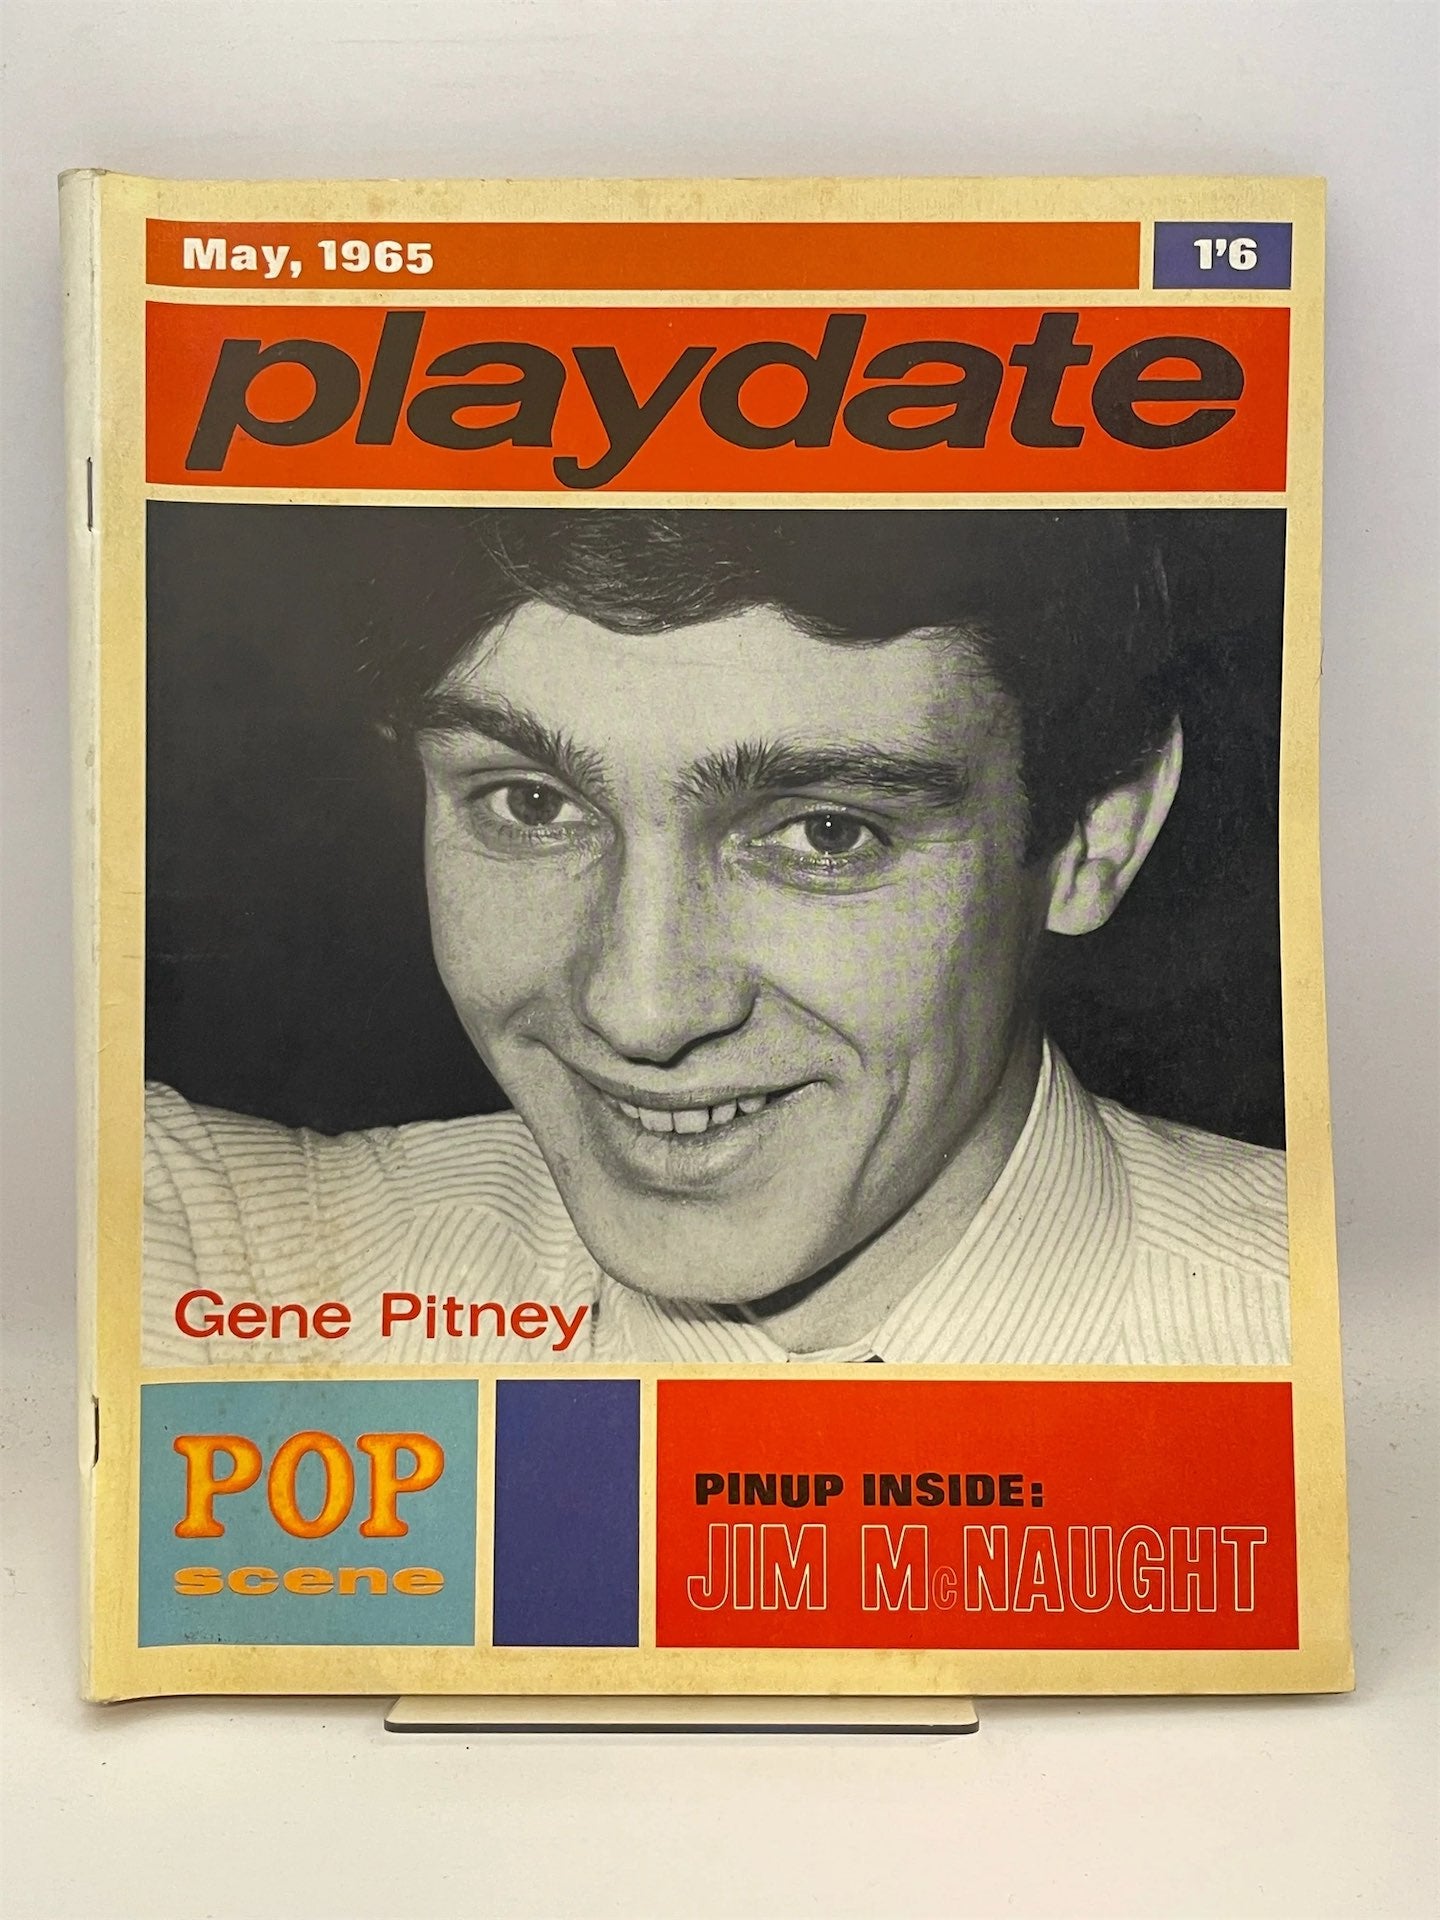 May, 1965
1'6
playdate
Gene Pitney
POP
scene
PINUP INSIDE:
JIM McNAUGHT